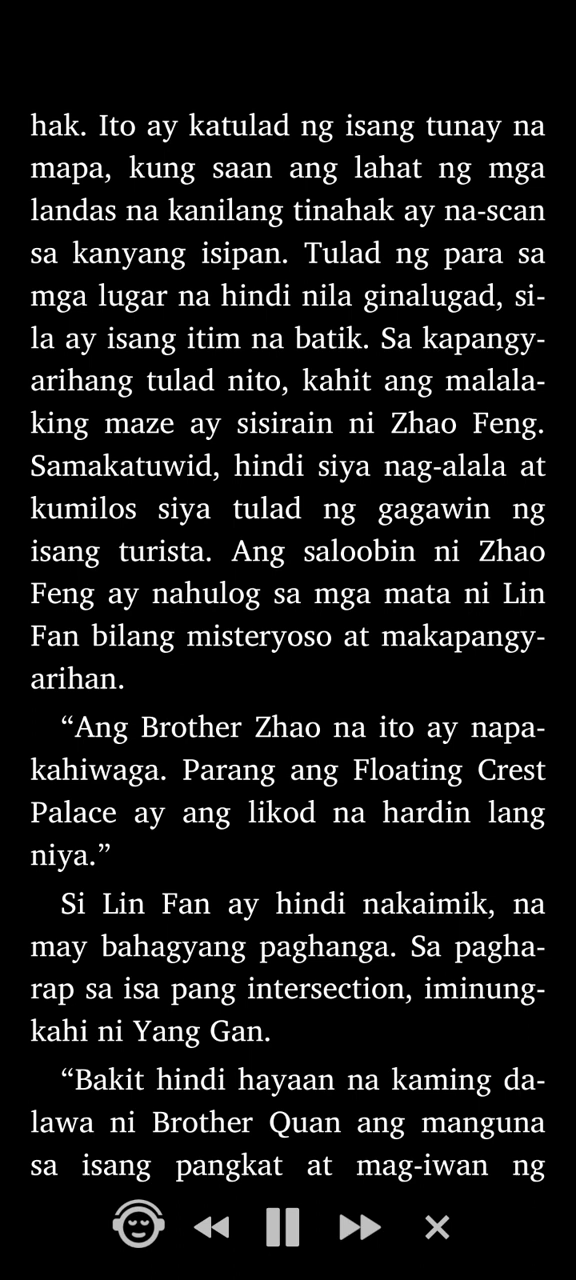 hak. Ito ay katulad ng isang tunay na
mapa, kung saan ang lahat ng mga
landas na kanilang tinahak ay na-scan
sa kanyang isipan. Tulad ng para sa
mga lugar na hindi nila ginalugad, si-
la ay isang itim na batik. Sa kapangy-
arihang tulad nito, kahit ang malala-
king maze ay sisirain ni Zhao Feng.
Samakatuwid, hindi siya nag-alala at
kumilos siya tulad ng gagawin ng
isang turista. Ang saloobin ni Zhao
Feng ay nahulog sa mga mata ni Lin
Fan bilang misteryoso at makapangy-
arihan.
“Ang Brother Zhao na ito ay napa-
kahiwaga. Parang ang Floating Crest
Palace ay ang likod na hardin lang
niya.”
Si Lin Fan ay hindi nakaimik, na
may bahagyang paghanga. Sa pagha-
rap sa isa pang intersection, iminung-
kahi ni Yang Gan.
“Bakit hindi hayaan na kaming da-
lawa ni Brother Quan ang manguna
sa isang pangkat at mag-iwan ng